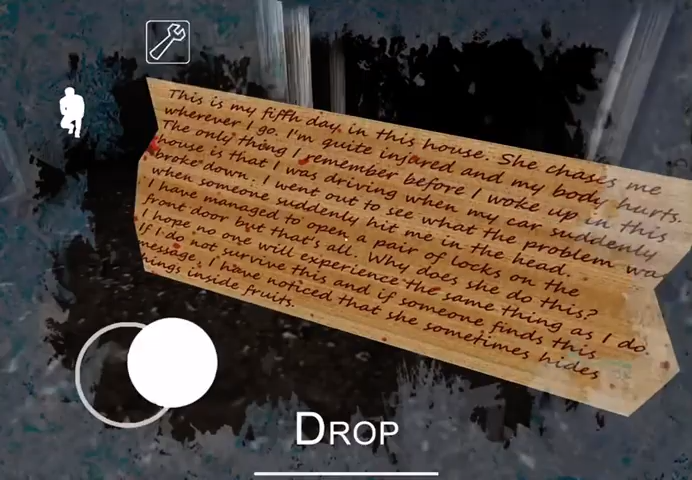 This is my fifth day in this house. She chases me
wherever I go. I'm quite injured and my body hurts.
The only thing I remember before I woke up in this
house is that I was driving when my car suddenly
broke down. I went out to see what the problem was
when someone suddenly hit me in the head.
I have managed to open a pair of locks on the
front door but that's all. Why does she do this?
I hope no one will experience the same thing as I do.
If I do not survive this and if someone finds this
message, I have noticed that she sometimes hides
things inside fruits.
DROP